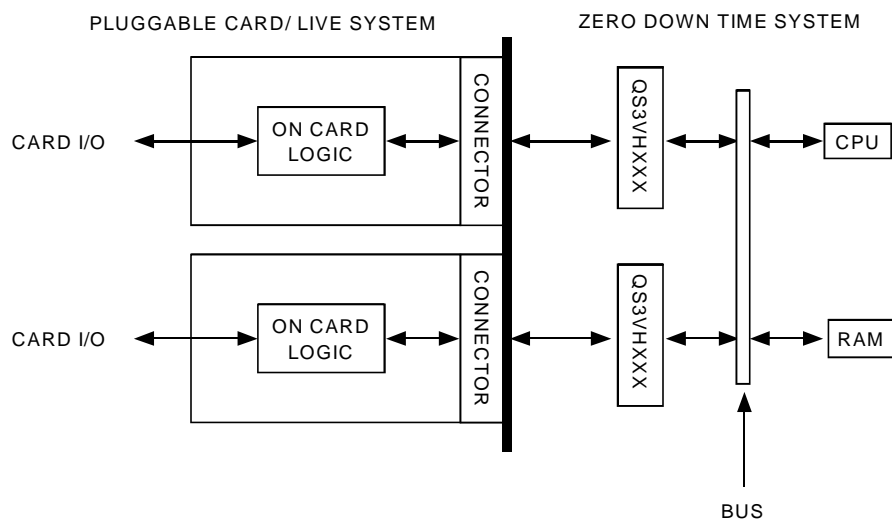 PLUGGABLE CARD/ LIVE SYSTEM
ZERO DOWN TIME SYSTEM
CARD I/O
ON CARD
LOGIC
CONNECTOR
QS3VHXXX
CPU
CARD I/O
ON CARD
LOGIC
CONNECTOR
QS3VHXXX
RAM
BUS